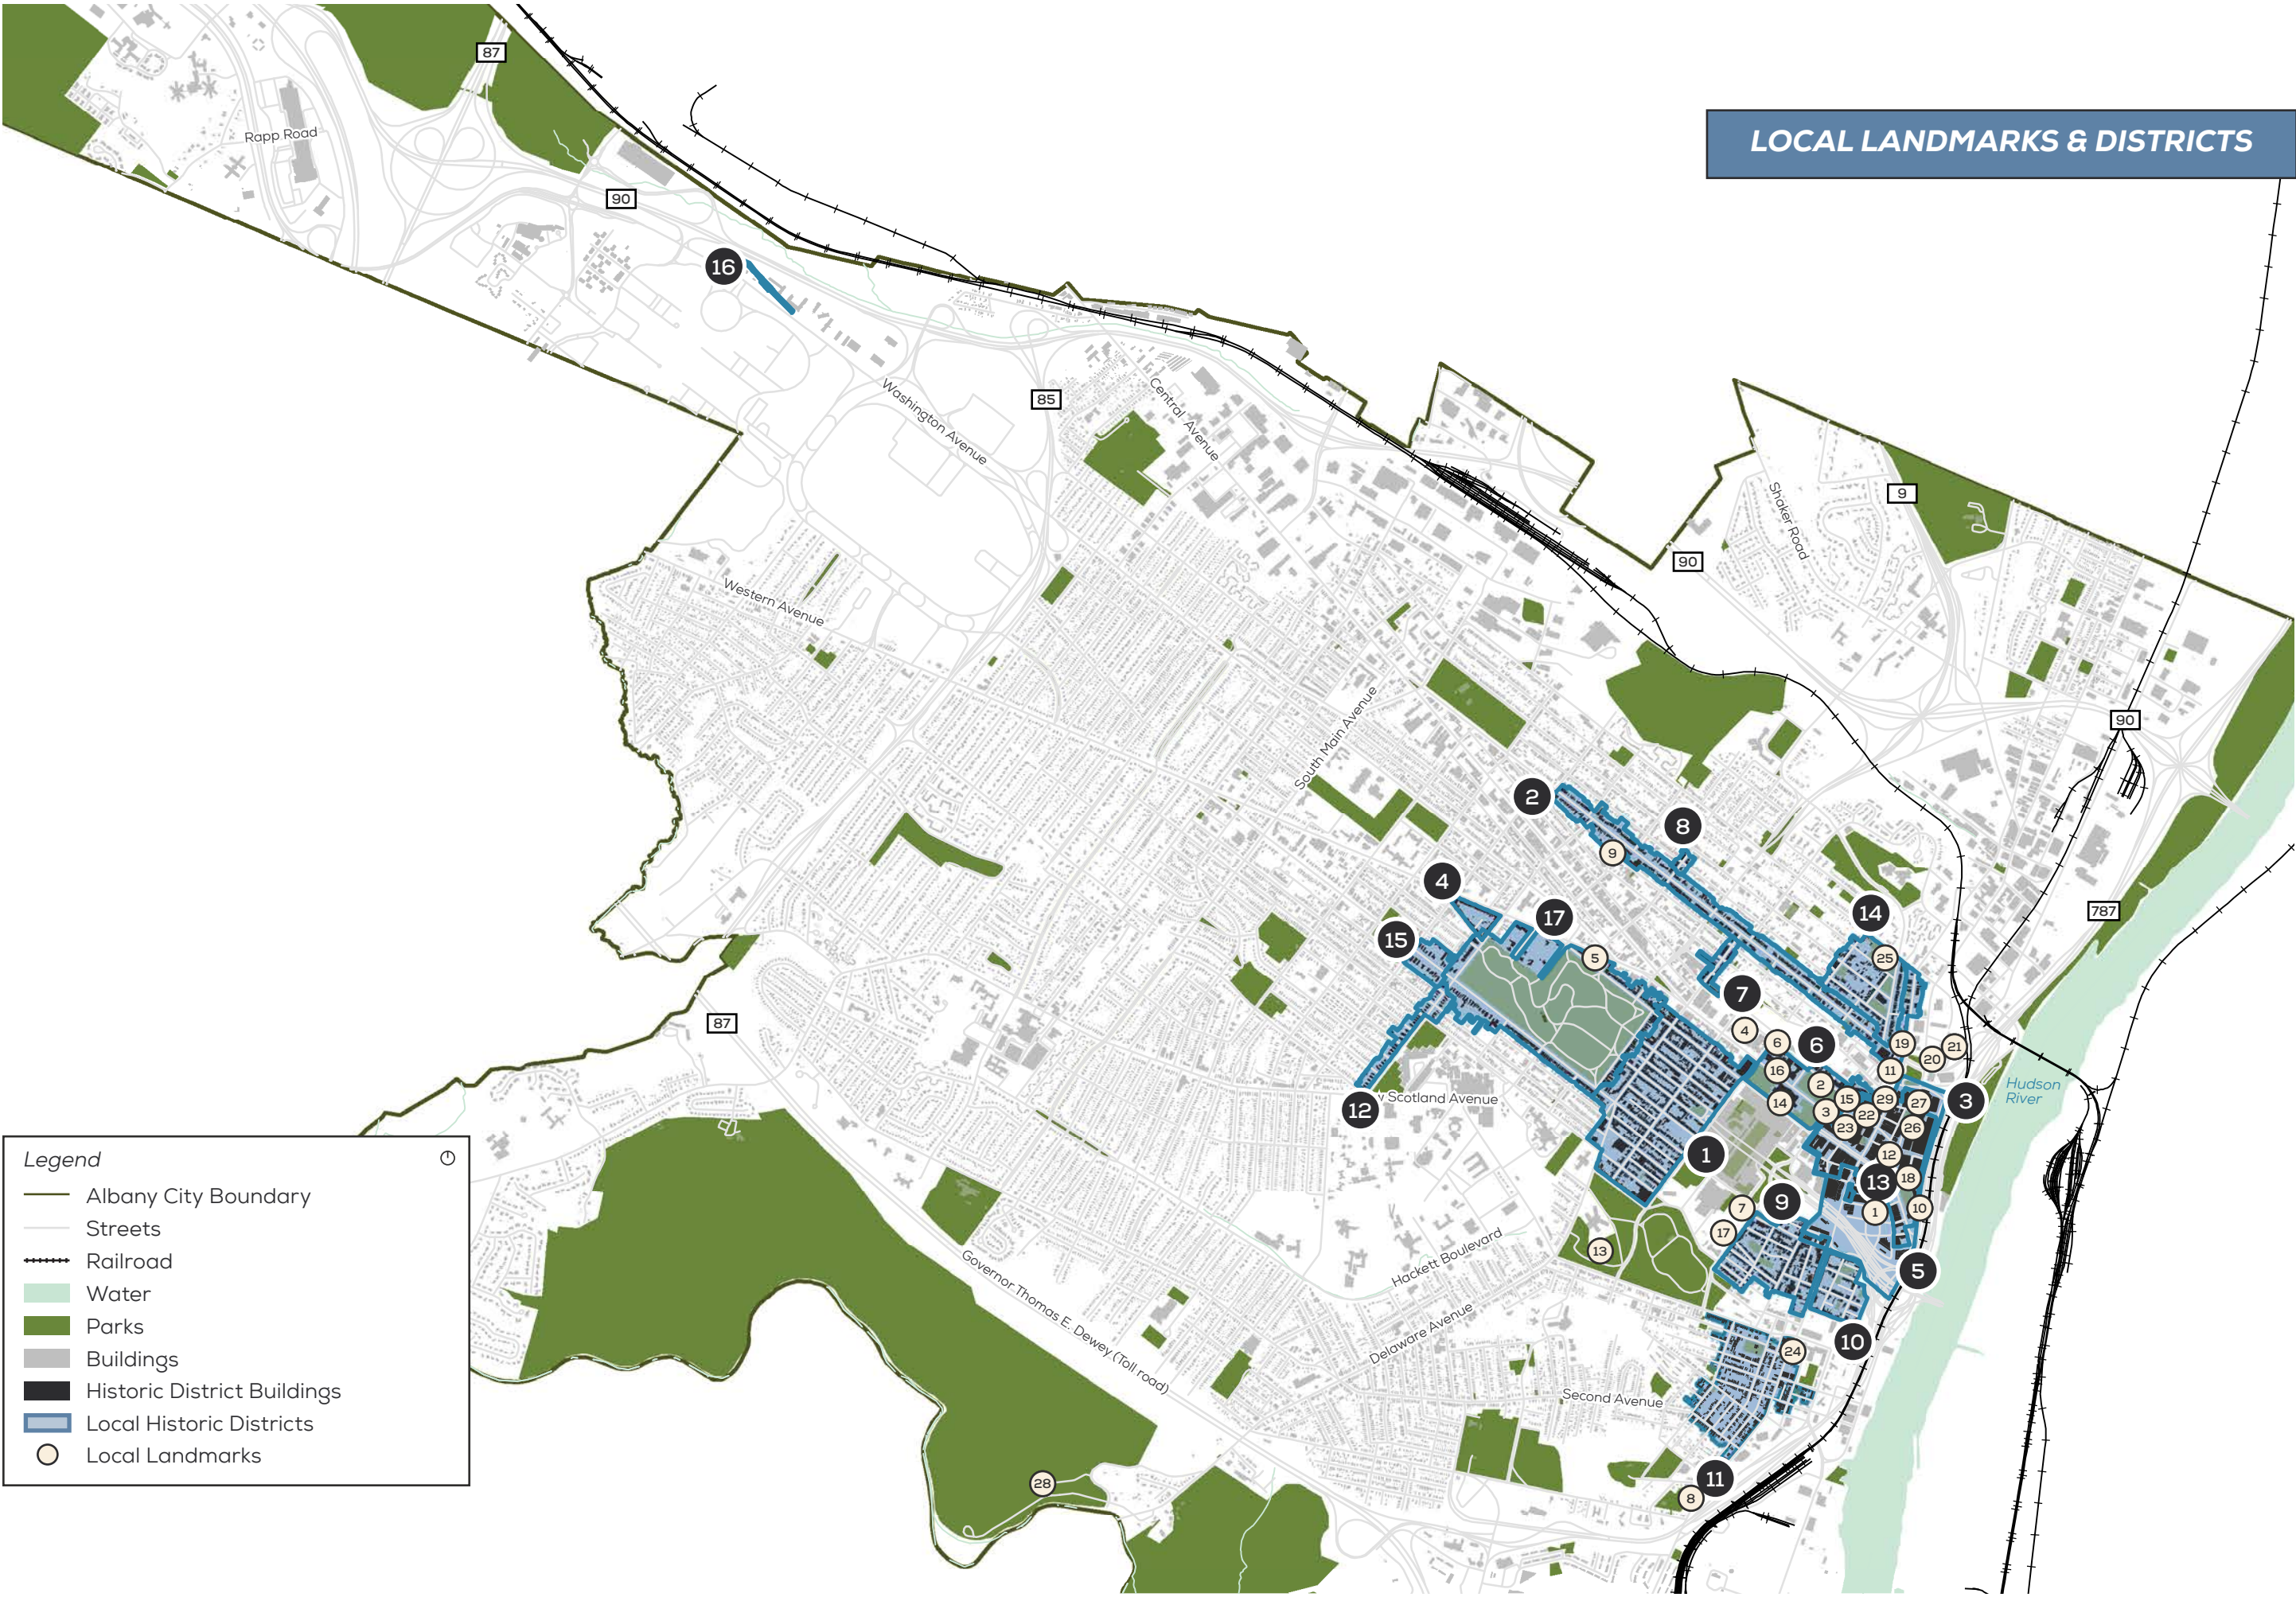 87
LOCAL LANDMARKS & DISTRICTS
Rapp Road
90
16
85
Central Avenue
Washington Avenue
9
Shaker Road
90
Western Avenue
South Main Avenue
90
2
8
9
4
17
14
787
15
5
25
7
4
6
6
19
21
20
16
11
2
Hudson
River
14
15
29
27
3
3
22
23
26
12
Scotland Avenue
87
1
12
13
18
9
7
1
10
17
13
Hackett Boulevard
5
Governor Thomas E. Dewey (Toll road)
Delaware Avenue
10
24
Second Avenue
11
8
28
Legend
Albany City Boundary
Streets
Railroad
Water
Parks
Buildings
Historic District Buildings
Local Historic Districts
Local Landmarks